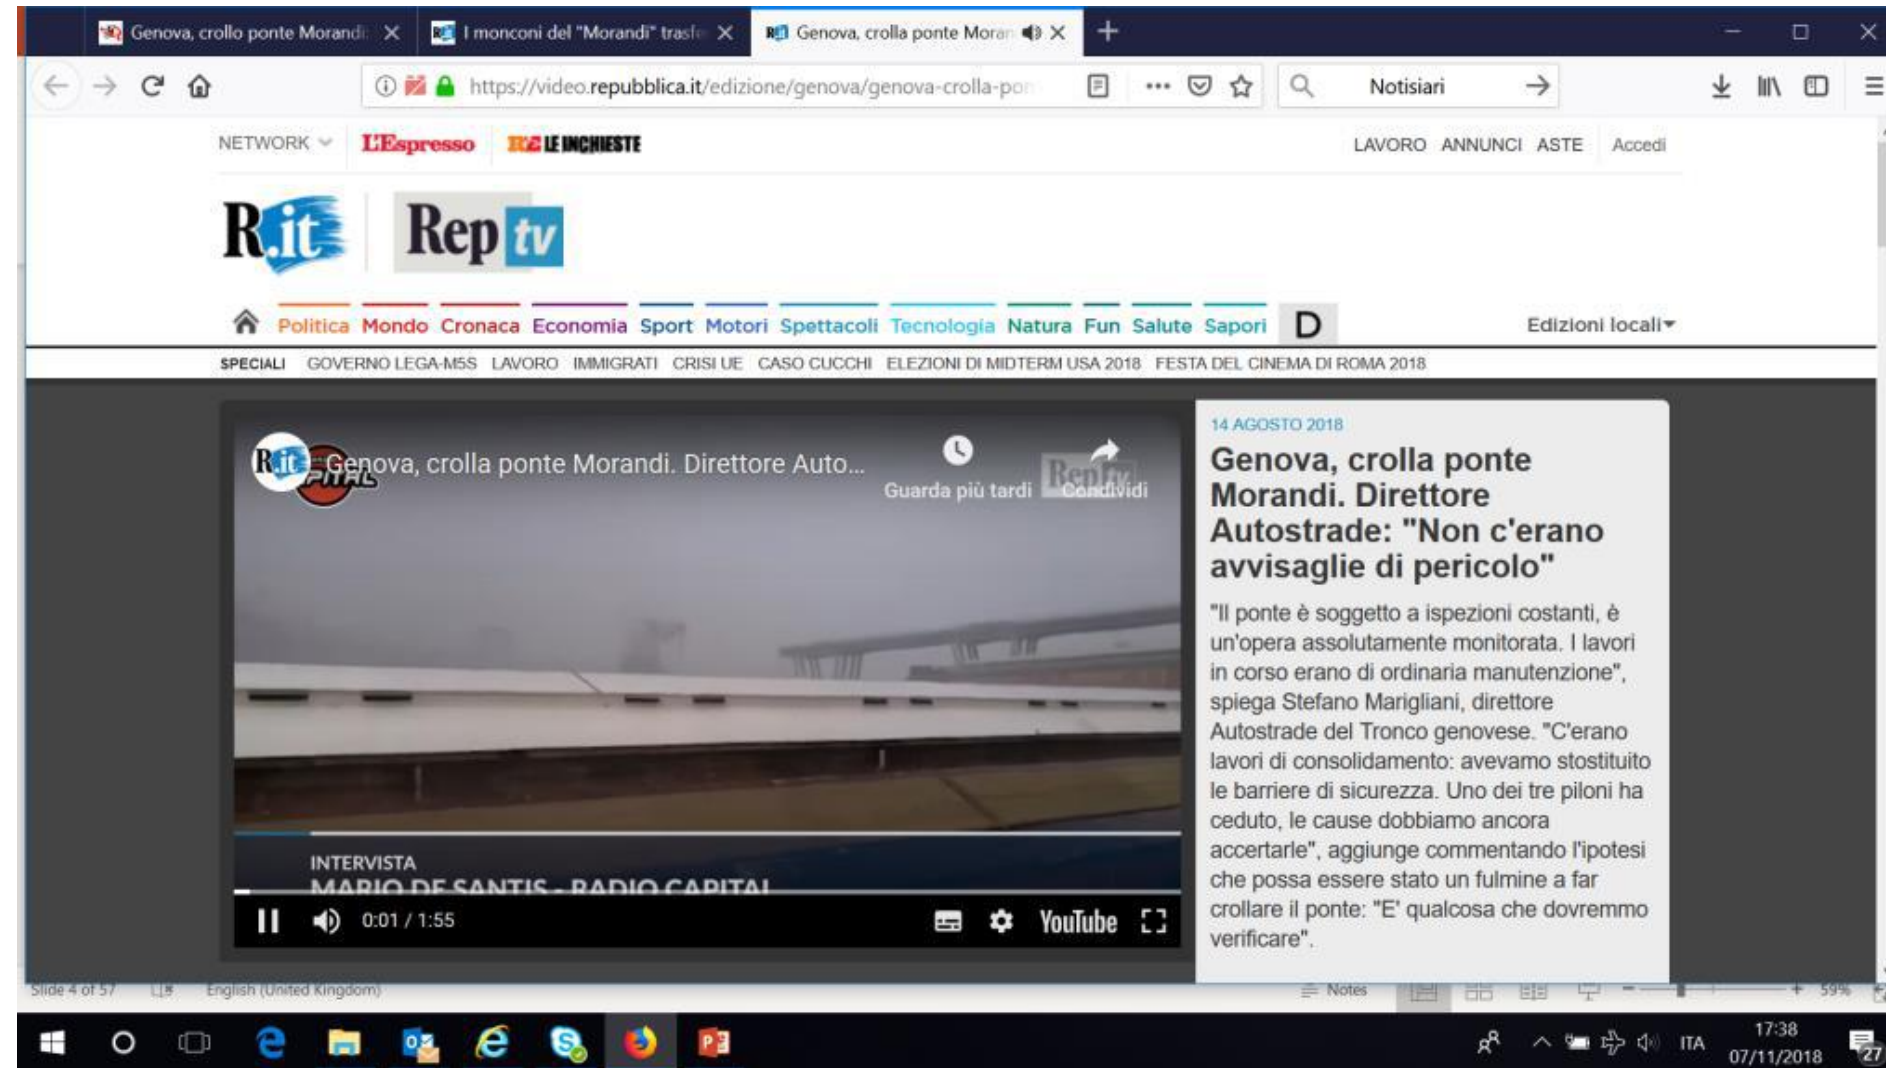 Genova, crollo ponte Morandi:
I monconi del "Morandi" trasfe
Genova, crolla ponte Moran
https://video.repubblica.it/edizione/genova/genova-crolla-pon
Notisiari
NETWORK
L'Espresso
LE INCHIESTE
LAVORO ANNUNCI ASTE Accedi
R.it
Rep tv
Politica Mondo Cronaca Economia Sport Motori Spettacoli Tecnologia Natura Fun Salute Sapori D
Edizioni locali
SPECIALI GOVERNO LEGA-M5S LAVORO IMMIGRATI CRISI UE CASO CUCCHI ELEZIONI DI MIDTERM USA 2018 FESTA DEL CINEMA DI ROMA 2018
R.it
Genova, crolla ponte Morandi. Direttore Auto...
Guarda più tardi
Rep tv
Condividi
INTERVISTA
MARIO DE SANTIS - RADIO CAPITAL
0:01 / 1:55
YouTube
14 AGOSTO 2018
Genova, crolla ponte
Morandi. Direttore
Autostrade: "Non c'erano
avvisaglie di pericolo"
"Il ponte è soggetto a ispezioni costanti, è
un'opera assolutamente monitorata. I lavori
in corso erano di ordinaria manutenzione",
spiega Stefano Marigliani, direttore
Autostrade del Tronco genovese. "C'erano
lavori di consolidamento: avevamo stostituito
le barriere di sicurezza. Uno dei tre piloni ha
ceduto, le cause dobbiamo ancora
accertarle", aggiunge commentando l'ipotesi
che possa essere stato un fulmine a far
crollare il ponte: "E' qualcosa che dovremmo
verificare".
Slide 4 of 57
English (United Kingdom)
Notes
59%
ITA
17:38
07/11/2018
27